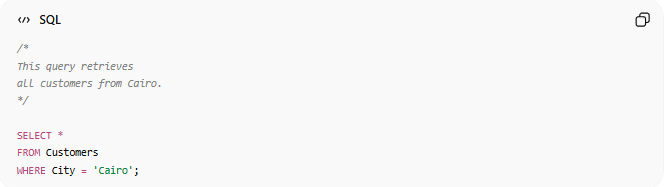 SQL
/*
This query retrieves
all customers from Cairo.
*/
SELECT *
FROM Customers
WHERE City = 'Cairo';